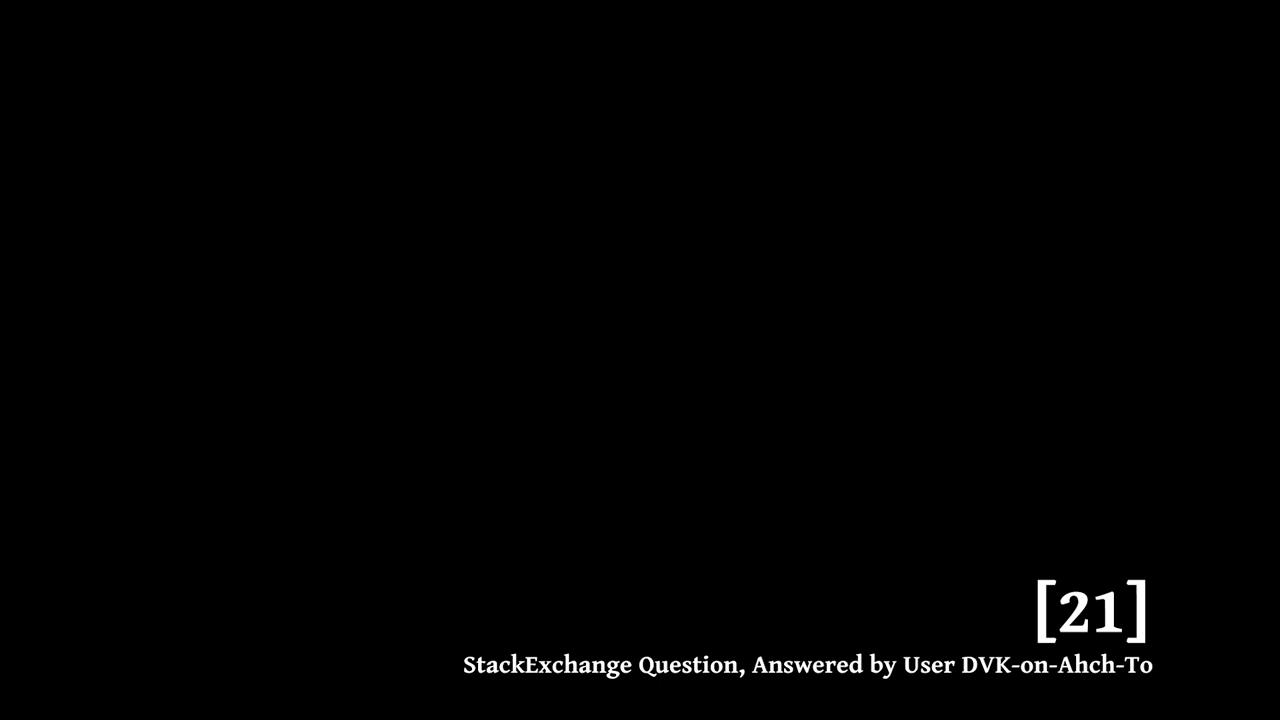 [21]
StackExchange Question, Answered by User DVK-on-Ahch-To